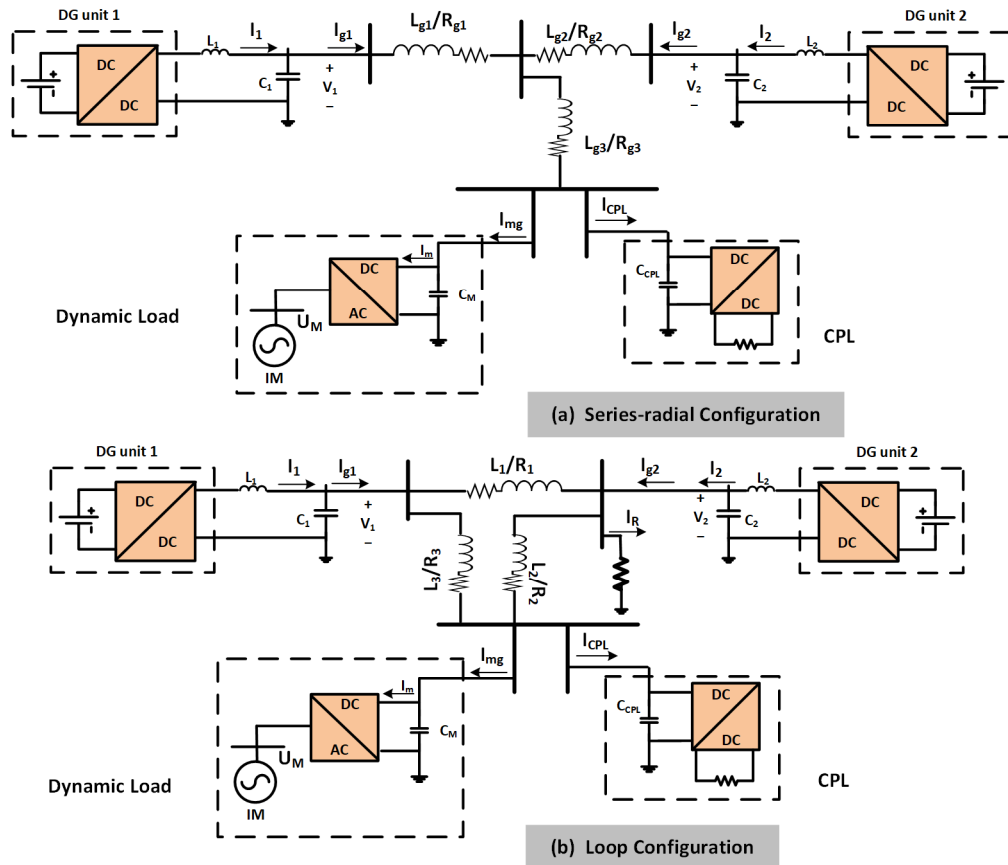 DG unit 1
DC
DC
L1
I1
Ig1
C1
+
V1
−
Lg1/Rg1
Lg2/Rg2
Lg3/Rg3
Ig2
I2
+
V2
−
C2
L2
DG unit 2
DC
DC
Img
ICPL
Im
DC
AC
CM
UM
IM
Dynamic Load
CCPL
DC
DC
CPL
(a) Series-radial Configuration
DG unit 1
DC
DC
L1
I1
Ig1
C1
+
V1
−
L1/R1
L3/R3
L2/R2
IR
Ig2
I2
+
V2
−
C2
L2
DG unit 2
DC
DC
Img
ICPL
Im
DC
AC
CM
UM
IM
Dynamic Load
CCPL
DC
DC
CPL
(b) Loop Configuration